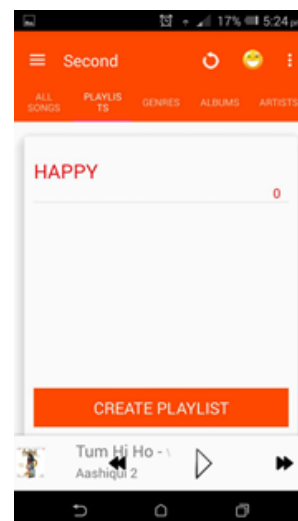 17% 5:24 pm
Second
ALL SONGS
PLAYLIS
TS
GENRES
ALBUMS
ARTISTS
HAPPY
0
CREATE PLAYLIST
Tum Hi Ho -
Aashiqui 2